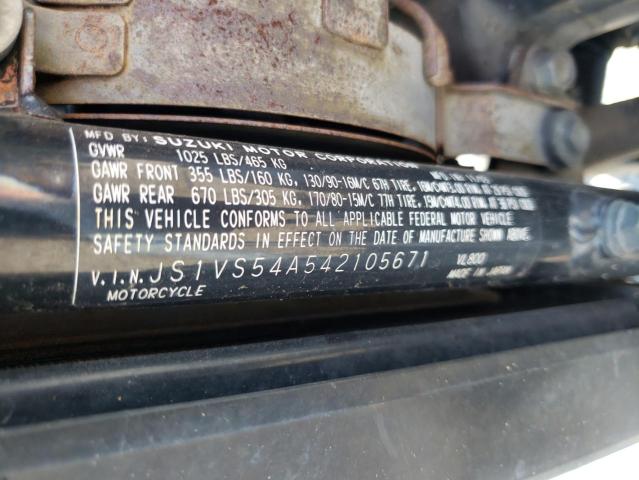 MFD BY: SUZUKI MOTOR CORPORATION
GVWR 1025 LBS/465 KG
GAWR FRONT 355 LBS/160 KG, 130/90-16M/C 67H TIRE,
GAWR REAR 670 LBS/305 KG, 170/80-15M/C 77H TIRE,
THIS VEHICLE CONFORMS TO ALL APPLICABLE FEDERAL MOTOR VEHICLE
SAFETY STANDARDS IN EFFECT ON THE DATE OF MANUFACTURE SHOWN ABOVE.
V.I.N. JS1VS54A542105671 VL800
MOTORCYCLE MADE IN JAPAN